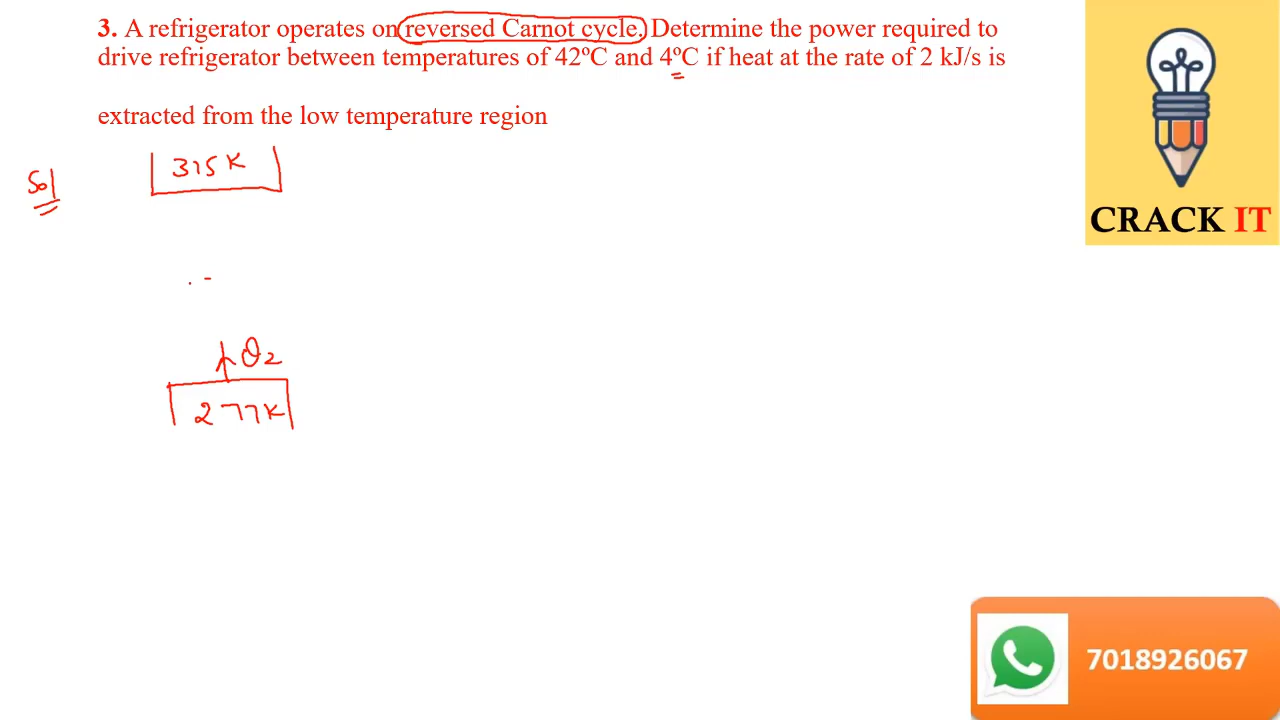 3. A refrigerator operates on reversed Carnot cycle. Determine the power required to
drive refrigerator between temperatures of 42ºC and 4ºC if heat at the rate of 2 kJ/s is
extracted from the low temperature region
Sol
315 K
Q2
277K
CRACK IT
7018926067